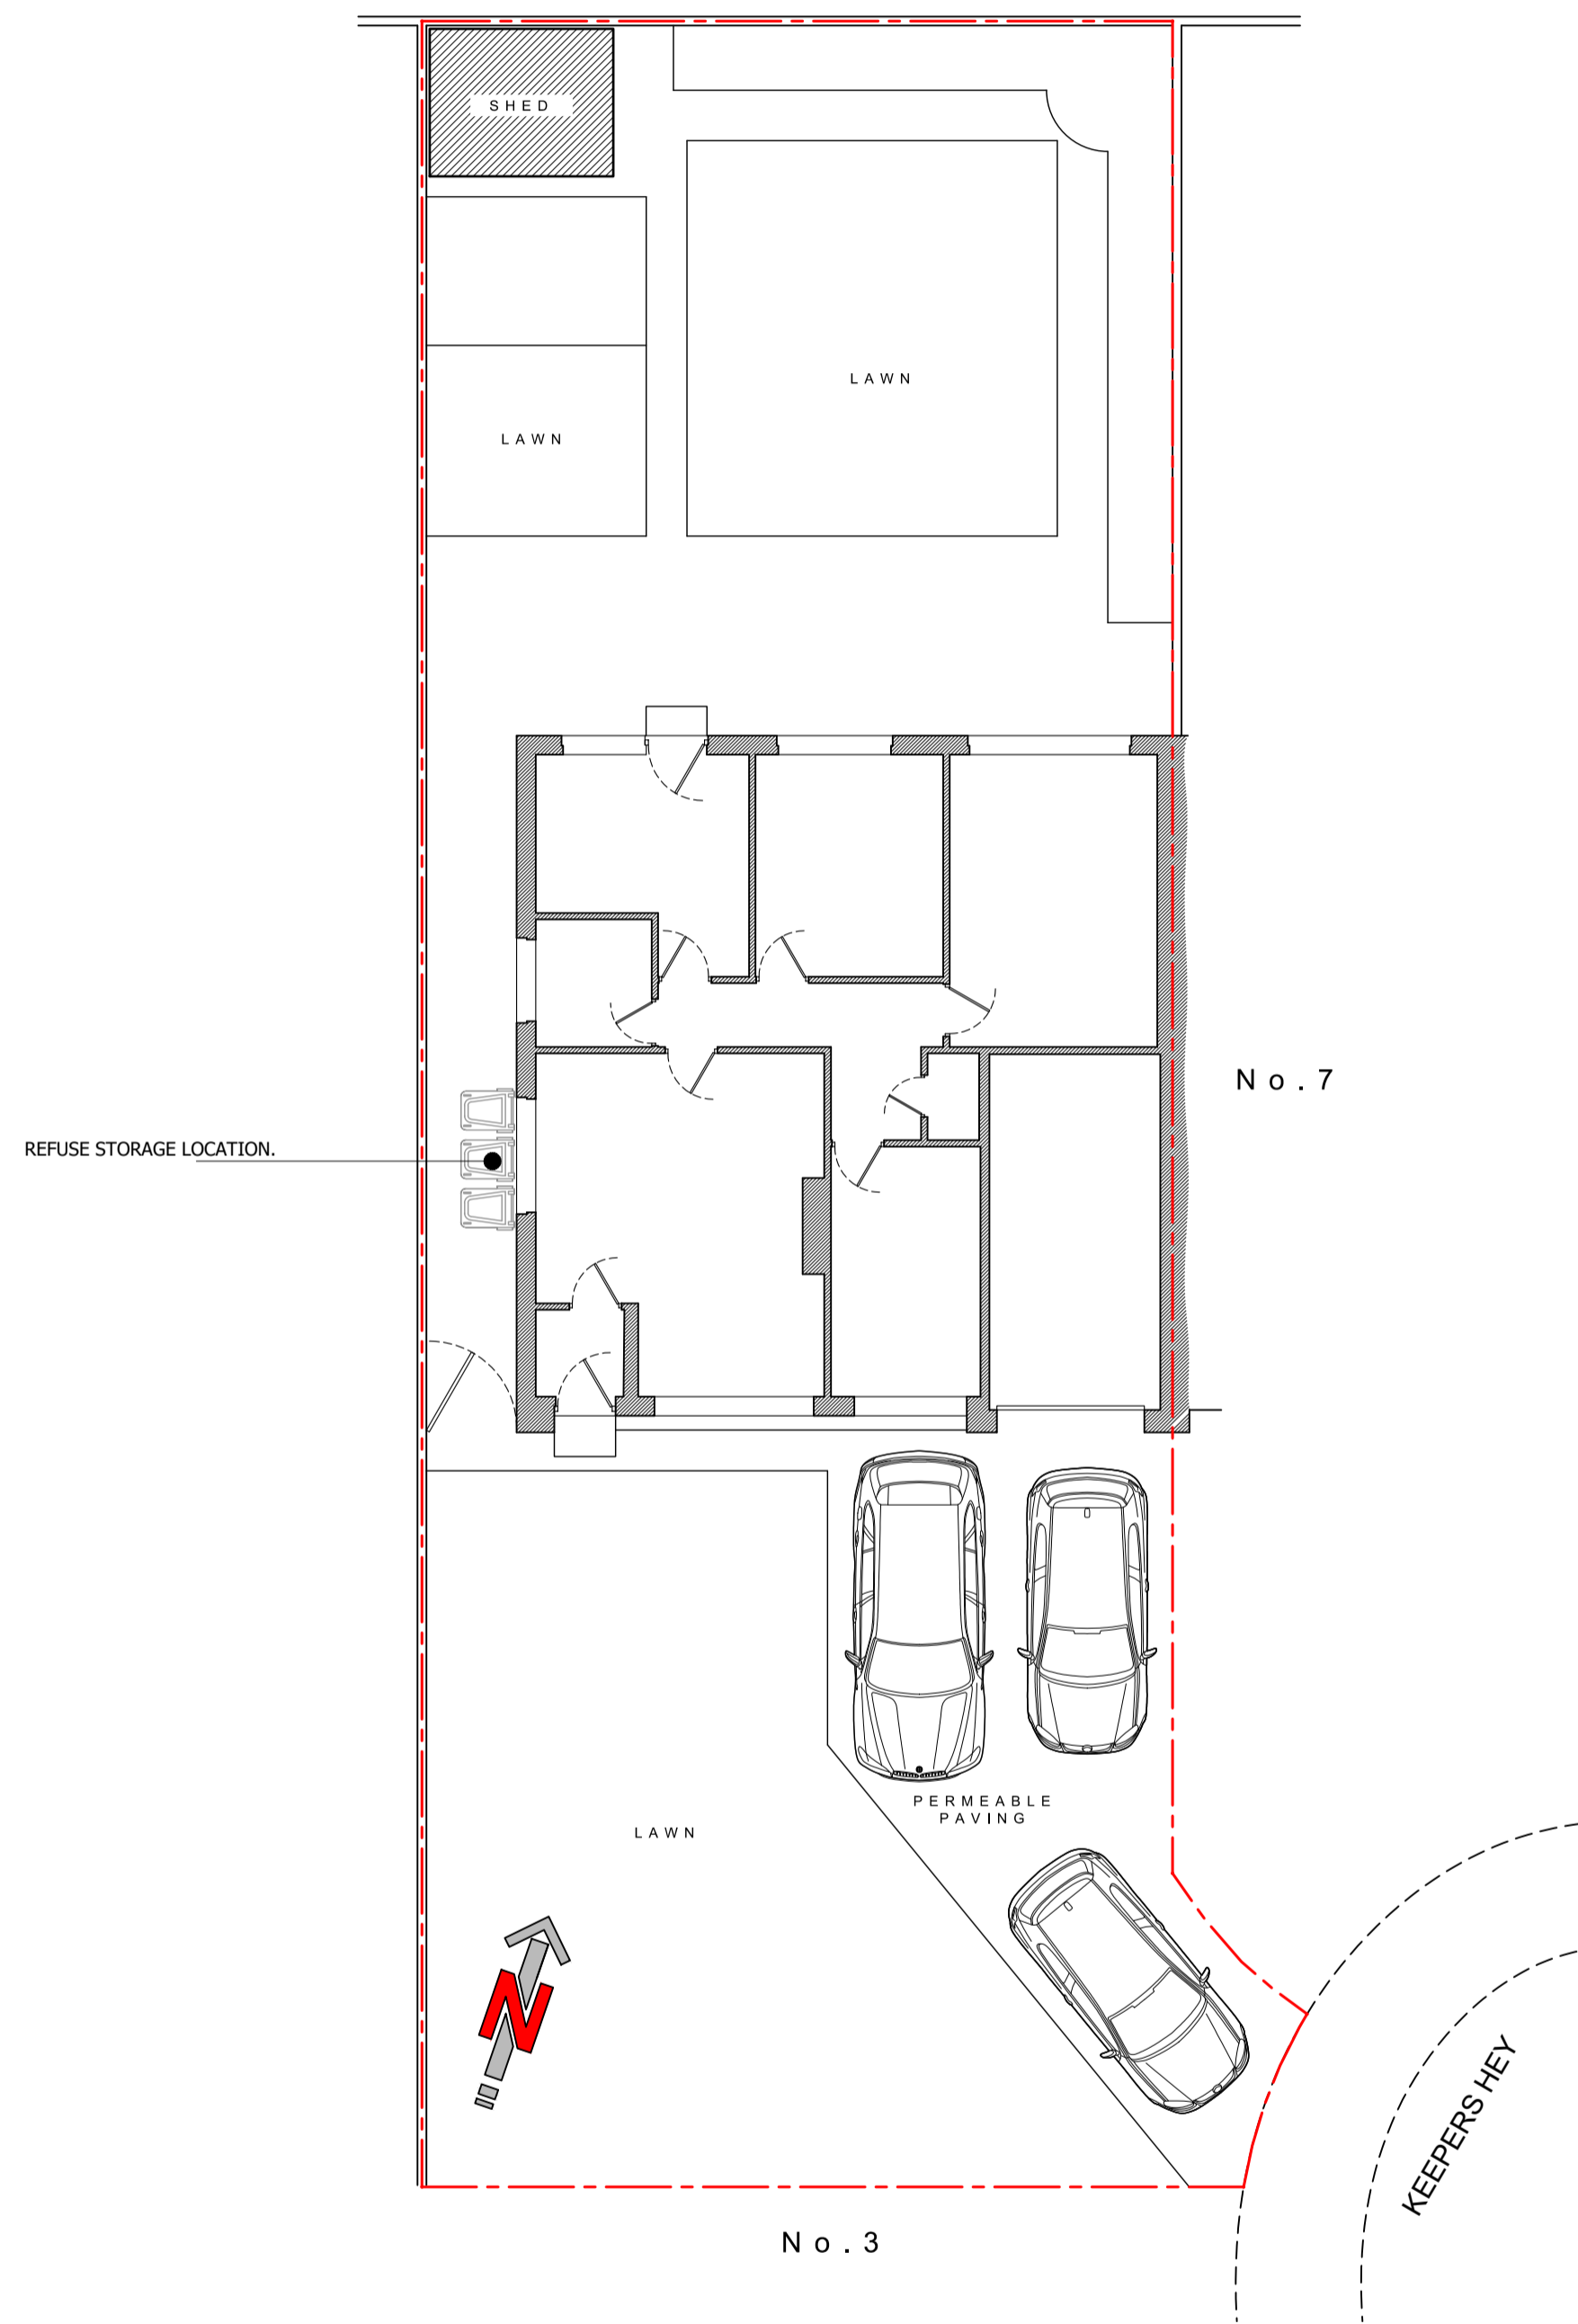 SHED
LAWN
LAWN
No.7
REFUSE STORAGE LOCATION.
PERMEABLE
PAVING
LAWN
N
KEEPERS HEY
No.3